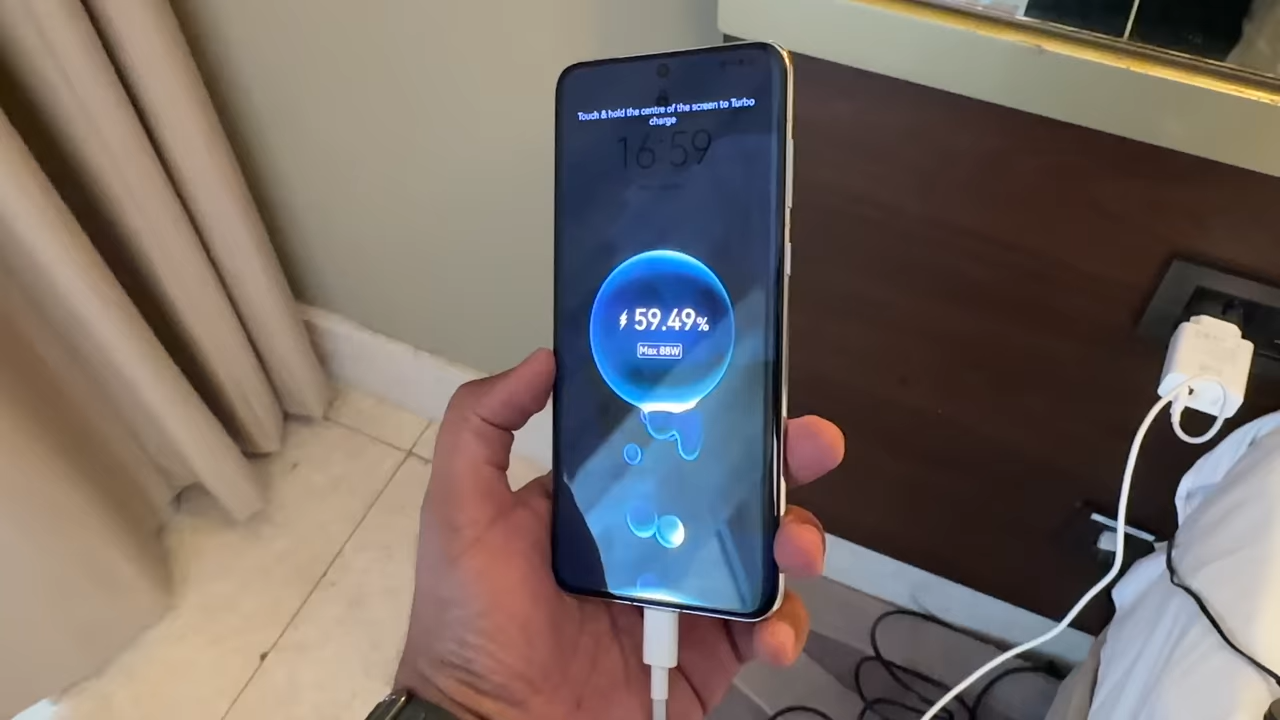 Touch & hold the centre of the screen to Turbo
charge
16:59
59.49%
Max 88W